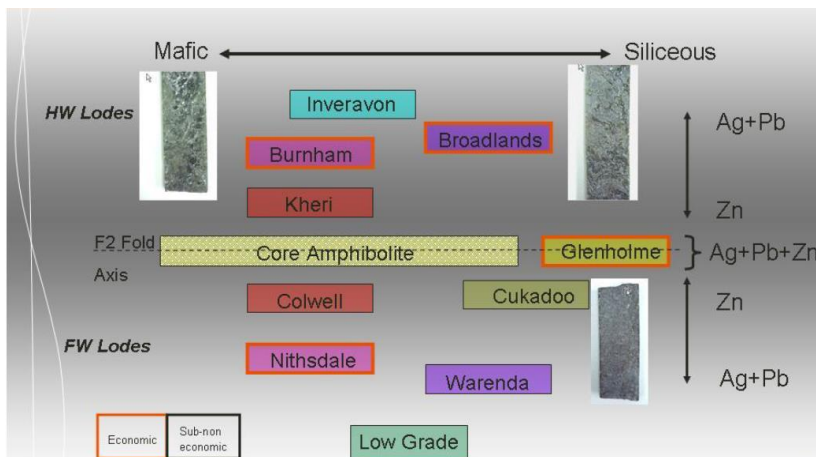 Mafic
Siliceous
HW Lodes
Inveravon
Ag+Pb
Broadlands
Burnham
Kheri
Zn
F2 Fold
Core Amphibolite
Glenholme
Ag+Pb+Zn
Axis
Colwell
Cukadoo
Zn
FW Lodes
Nithsdale
Warenda
Ag+Pb
Economic
Sub-non
economic
Low Grade